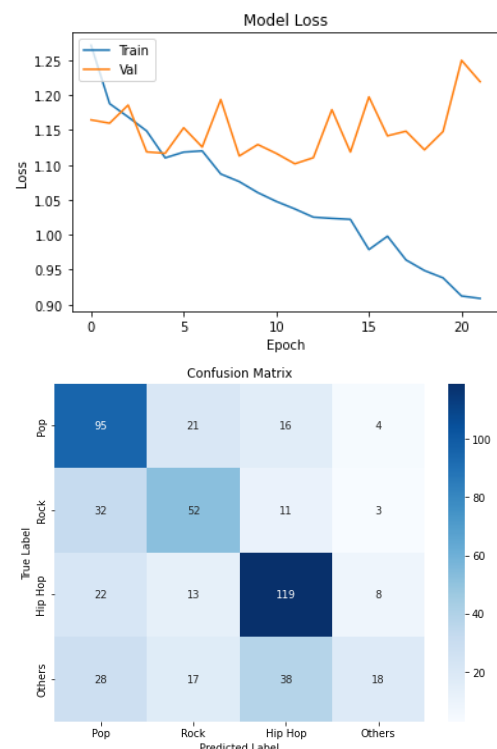 Model Loss
Train
Val
1.25
1.20
1.15
1.10
1.05
1.00
0.95
0.90
Loss
0 5 10 15 20
Epoch
Confusion Matrix
Pop 95 21 16 4
Rock 32 52 11 3
Hip Hop 22 13 119 8
Others 28 17 38 18
True Label
Pop Rock Hip Hop Others
Predicted Label
100
80
60
40
20